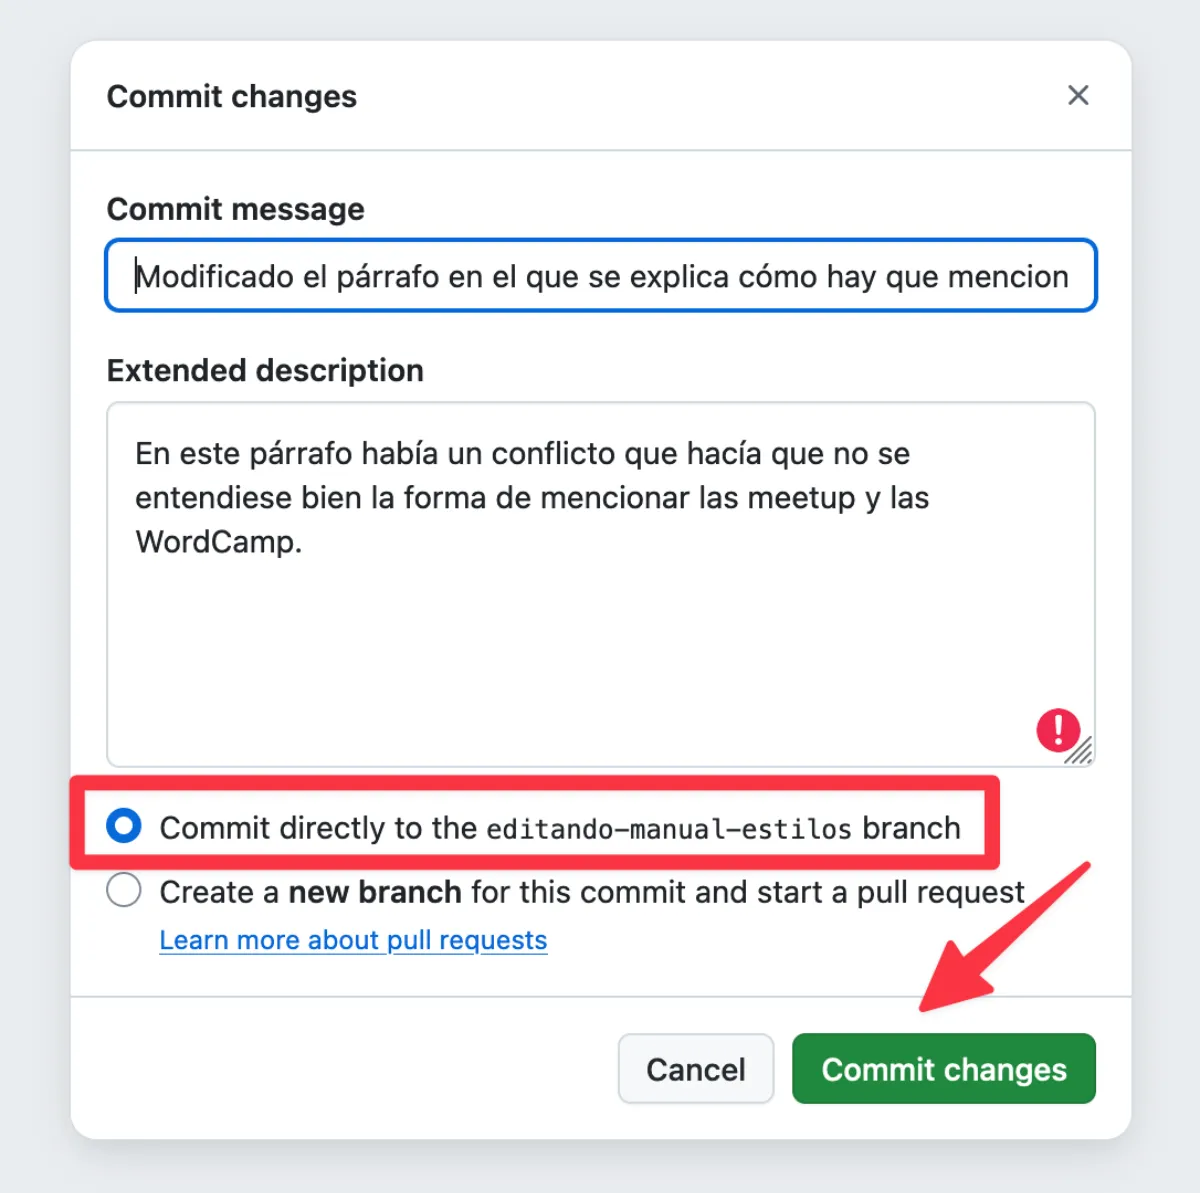 Commit changes
Commit message
Modificado el párrafo en el que se explica cómo hay que mencion
Extended description
En este párrafo había un conflicto que hacía que no se
entendiese bien la forma de mencionar las meetup y las
WordCamp.
Commit directly to the editando-manual-estilos branch
Create a new branch for this commit and start a pull request
Learn more about pull requests
Cancel
Commit changes